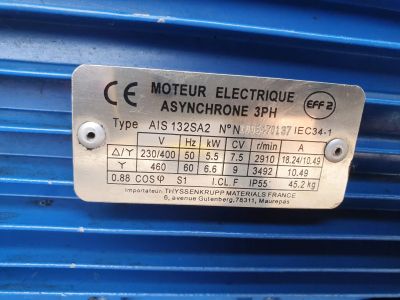 CE MOTEUR ELECTRIQUE EFF2
ASYNCHRONE 3PH
Type AIS 132SA2 N°N IEC34-1
V Hz kW CV r/min A
△/Y 230/400 50 5.5 7.5 2910 18.24/10.49
Y 460 60 6.6 9 3492 10.49
0.88 COSφ S1 I.CL F IP55 45.2 kg
Importateur: THYSSENKRUPP MATERIALS FRANCE
6, avenue Gutenberg,78311, Maurepas